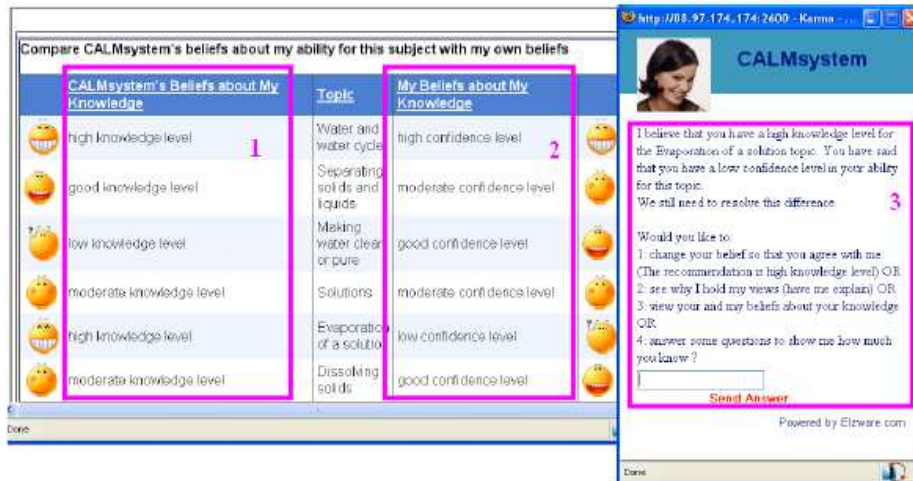 Compare CALMsystem's beliefs about my ability for this subject with my own beliefs
CALMsystem's Beliefs about My
Knowledge
Topic
My Beliefs about My
Knowledge
high knowledge level
Water and
water cycle
high confidence level
good knowledge level
Separating
solids and
liquids
moderate confidence level
low knowledge level
Making
water clear
or pure
good confidence level
moderate knowledge level
Solutions
moderate confidence level
high knowledge level
Evaporation
of a solutio
low confidence level
moderate knowledge level
Dissolving
solids
good confidence level
1
2
Done
http://88.97.174.174:2600 - Karma - ...
CALMsystem
I believe that you have a high knowledge level for
the Evaporation of a solution topic. You have said
that you have a low confidence level in your ability
for this topic.
We still need to resolve this difference.
3
Would you like to
1: change your belief so that you agree with me
(The recommendation is high knowledge level) OR
2: see why I hold my views (have me explain) OR
3: view your and my beliefs about your knowledge
OR
4: answer some questions to show me how much
you know ?
Send Answer
Powered by Elzware.com
Done